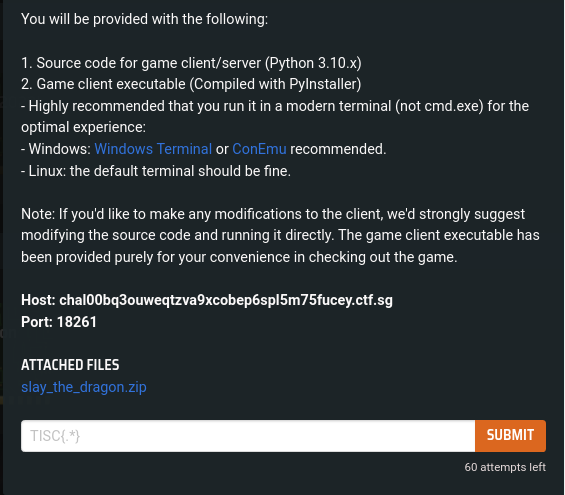 You will be provided with the following:
1. Source code for game client/server (Python 3.10.x)
2. Game client executable (Compiled with PyInstaller)
- Highly recommended that you run it in a modern terminal (not cmd.exe) for the
optimal experience:
- Windows: Windows Terminal or ConEmu recommended.
- Linux: the default terminal should be fine.
Note: If you'd like to make any modifications to the client, we'd strongly suggest
modifying the source code and running it directly. The game client executable has
been provided purely for your convenience in checking out the game.
Host: chal00bq3ouweqtzva9xcobep6spl5m75fucey.ctf.sg
Port: 18261
ATTACHED FILES
slay_the_dragon.zip
TISC{.*}
SUBMIT
60 attempts left